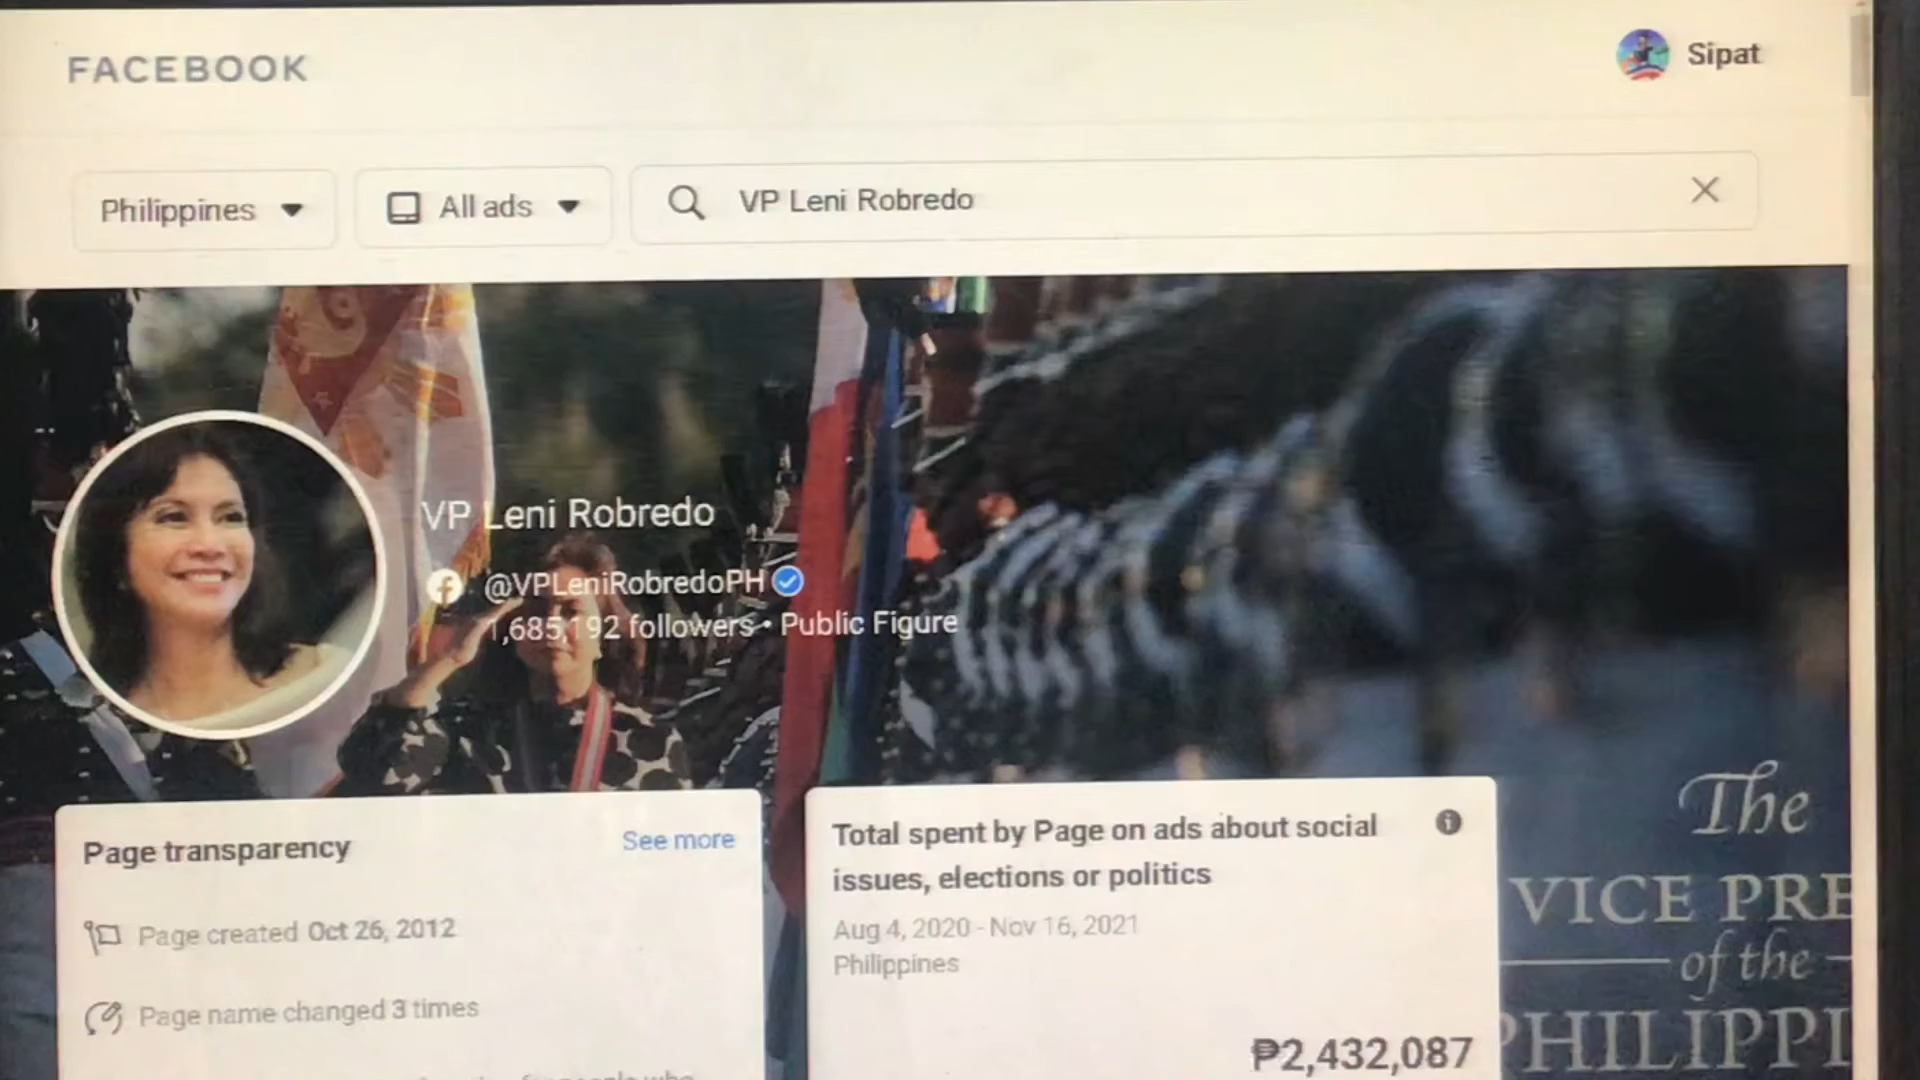 FACEBOOK
Sipat
Philippines
All ads
VP Leni Robredo
VP Leni Robredo
@VPLeniRobredoPH
1,685,192 followers • Public Figure
Page transparency
See more
Page created Oct 26, 2012
Page name changed 3 times
Total spent by Page on ads about social
issues, elections or politics
Aug 4, 2020 - Nov 16, 2021
Philippines
₱2,432,087
The
VICE PRE
of the
PHILIPPI